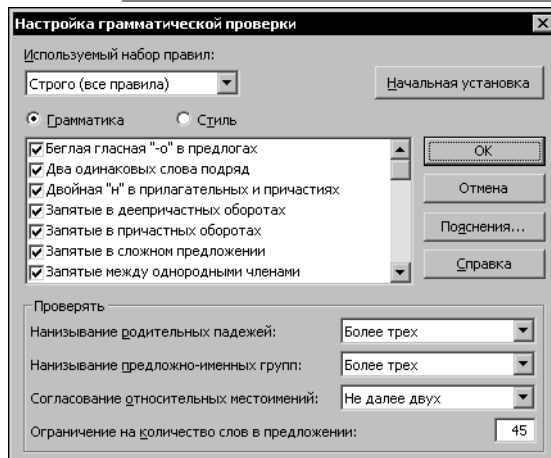 Настройка грамматической проверки
Используемый набор правил:
Строго (все правила)
Начальная установка
Грамматика Стиль
Беглая гласная "-о" в предлогах
Два одинаковых слова подряд
Двойная "н" в прилагательных и причастиях
Запятые в деепричастных оборотах
Запятые в причастных оборотах
Запятые в сложном предложении
Запятые между однородными членами
ОК
Отмена
Пояснения...
Справка
Проверять
Нанизывание родительных падежей: Более трех
Нанизывание предложно-именных групп: Более трех
Согласование относительных местоимений: Не далее двух
Ограничение на количество слов в предложении: 45